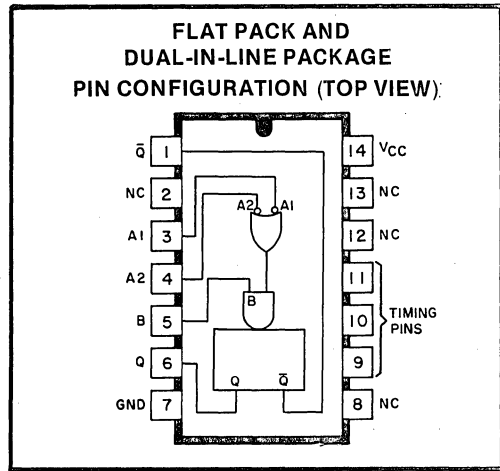 FLAT PACK AND
DUAL-IN-LINE PACKAGE
PIN CONFIGURATION (TOP VIEW)
Q̅ 1 14 VCC
NC 2 13 NC
A2 A1
A1 3 12 NC
A2 4 11
B
B 5 10 TIMING PINS
Q 6 9
Q Q̅
GND 7 8 NC